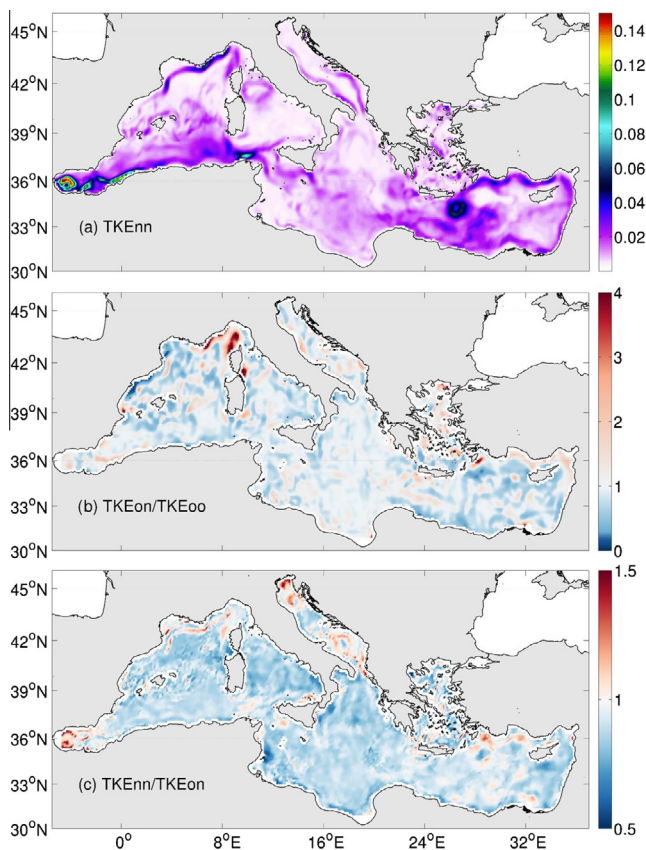 45°N
42°N
39°N
36°N
33°N
30°N
(a) TKEnn
0.14
0.12
0.1
0.08
0.06
0.04
0.02
45°N
42°N
39°N
36°N
33°N
30°N
(b) TKEon/TKEoo
4
3
2
1
0
45°N
42°N
39°N
36°N
33°N
30°N
(c) TKEnn/TKEon
1.5
1
0.5
0° 8°E 16°E 24°E 32°E